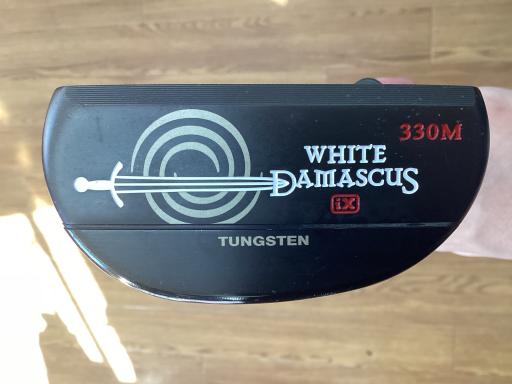 330M
WHITE
DAMASCUS
iX
TUNGSTEN